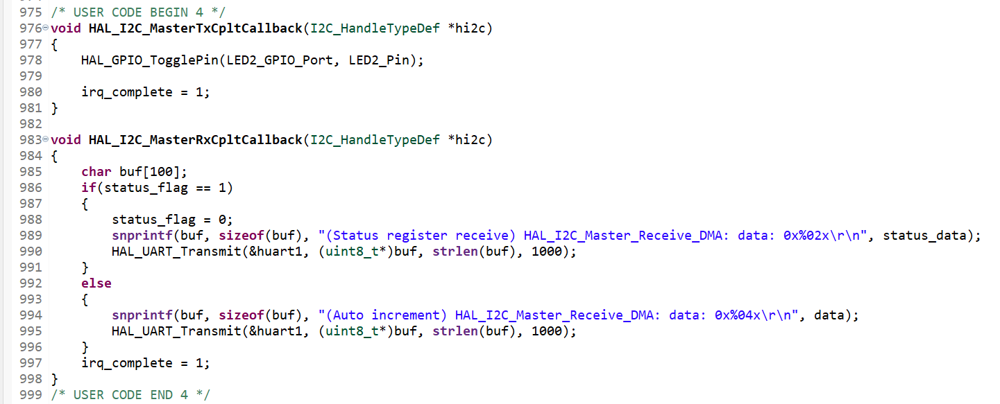 975 /* USER CODE BEGIN 4 */
976 void HAL_I2C_MasterTxCpltCallback(I2C_HandleTypeDef *hi2c)
977 {
978     HAL_GPIO_TogglePin(LED2_GPIO_Port, LED2_Pin);
979
980     irq_complete = 1;
981 }
982
983 void HAL_I2C_MasterRxCpltCallback(I2C_HandleTypeDef *hi2c)
984 {
985     char buf[100];
986     if(status_flag == 1)
987     {
988         status_flag = 0;
989         snprintf(buf, sizeof(buf), "(Status register receive) HAL_I2C_Master_Receive_DMA: data: 0x%02x\r\n", status_data);
990         HAL_UART_Transmit(&huart1, (uint8_t*)buf, strlen(buf), 1000);
991     }
992     else
993     {
994         snprintf(buf, sizeof(buf), "(Auto increment) HAL_I2C_Master_Receive_DMA: data: 0x%04x\r\n", data);
995         HAL_UART_Transmit(&huart1, (uint8_t*)buf, strlen(buf), 1000);
996     }
997     irq_complete = 1;
998 }
999 /* USER CODE END 4 */